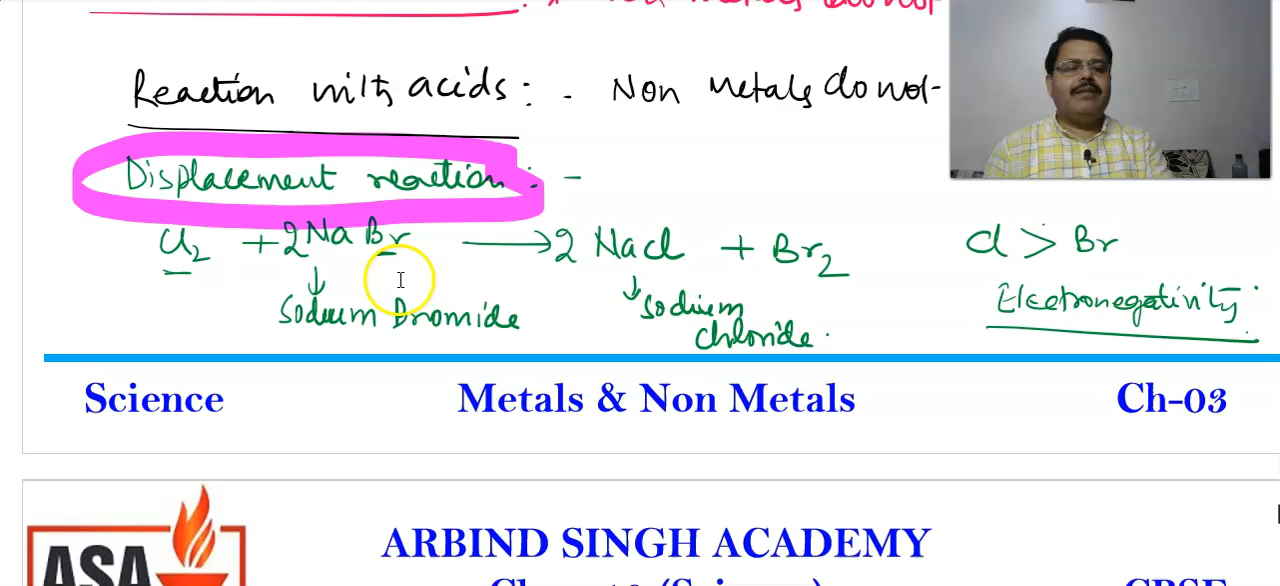 Reaction with acids: - Non Metals do not-
Displacement reaction: -
Cl2 + 2NaBr → 2 NaCl + Br2 Cl > Br
↓ Sodium Bromide ↓ Sodium chloride. Electronegativity
Science Metals & Non Metals Ch-03
ASA
ARBIND SINGH ACADEMY